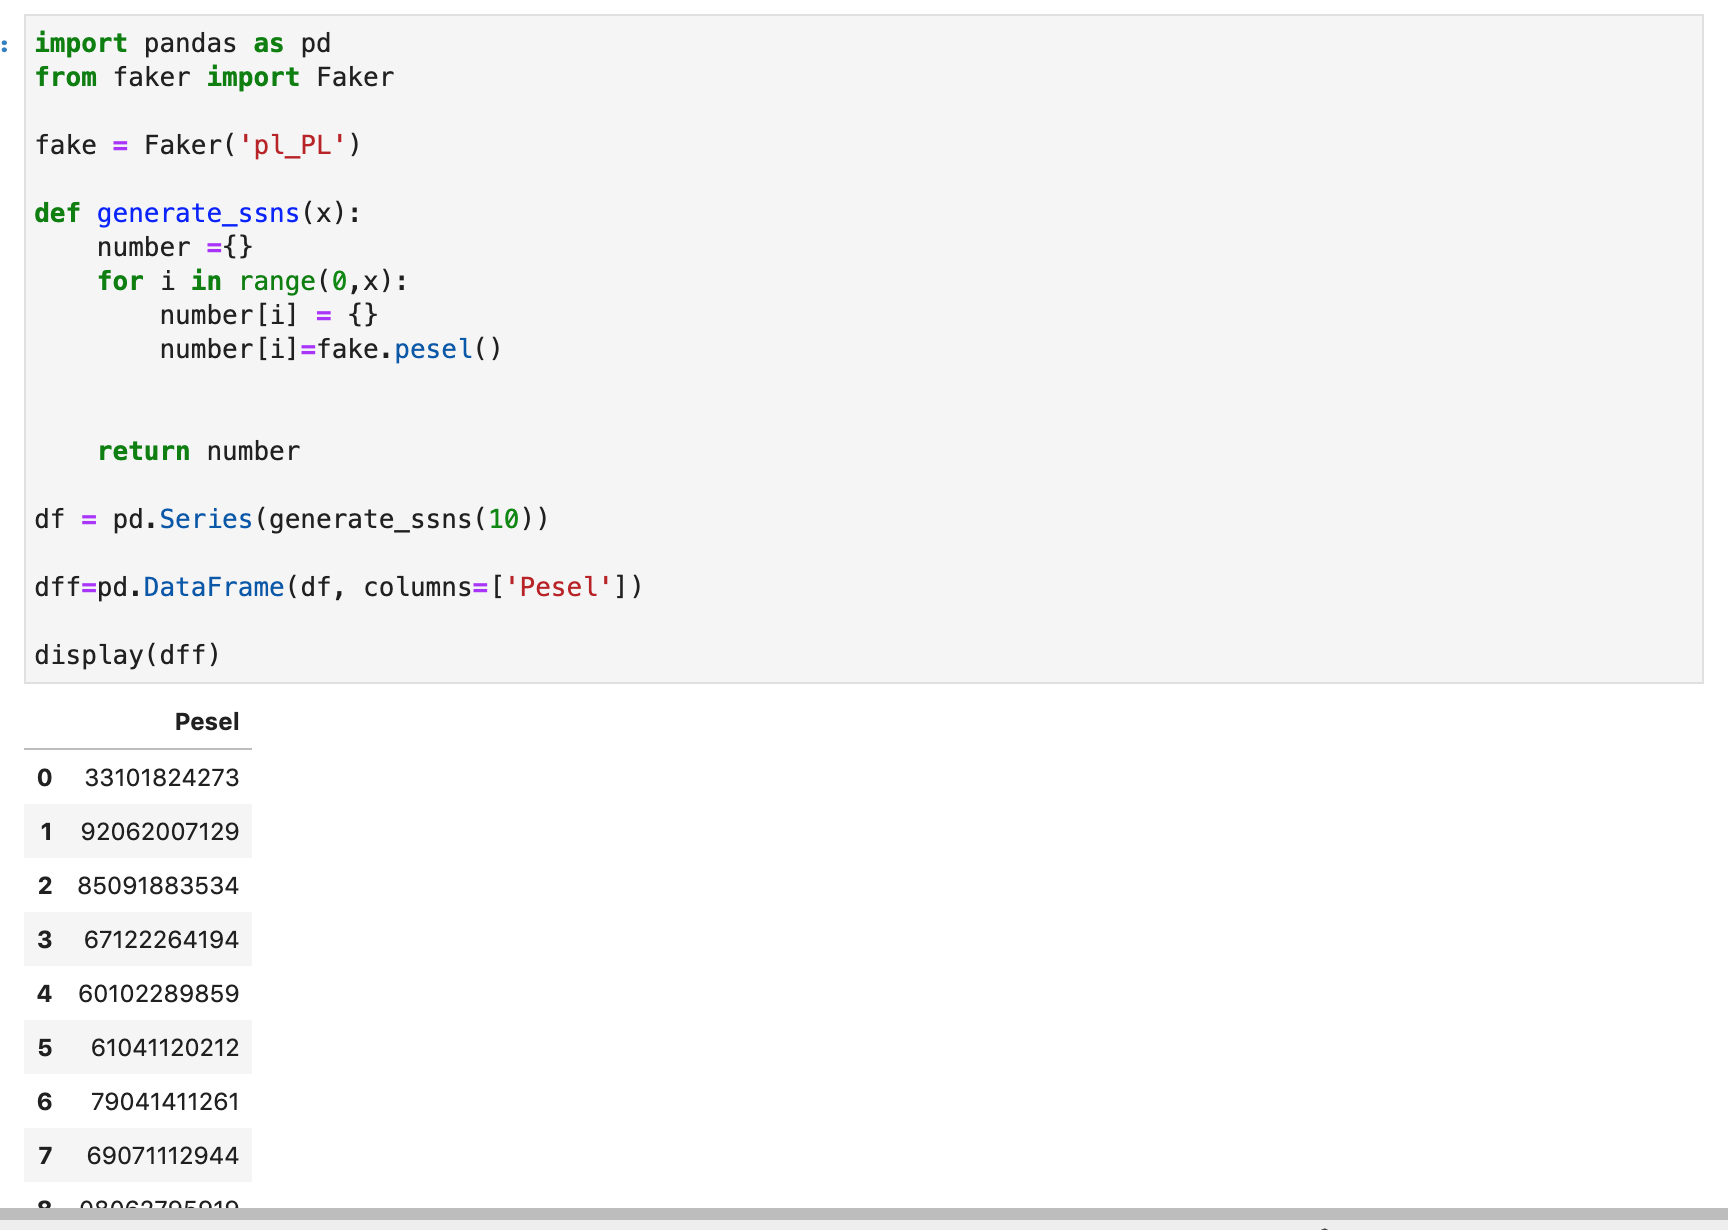 :
import pandas as pd
from faker import Faker
fake = Faker('pl_PL')
def generate_ssns(x):
    number ={}
    for i in range(0,x):
        number[i] = {}
        number[i]=fake.pesel()
    return number
df = pd.Series(generate_ssns(10))
dff=pd.DataFrame(df, columns=['Pesel'])
display(dff)
Pesel
0 33101824273
1 92062007129
2 85091883534
3 67122264194
4 60102289859
5 61041120212
6 79041411261
7 69071112944